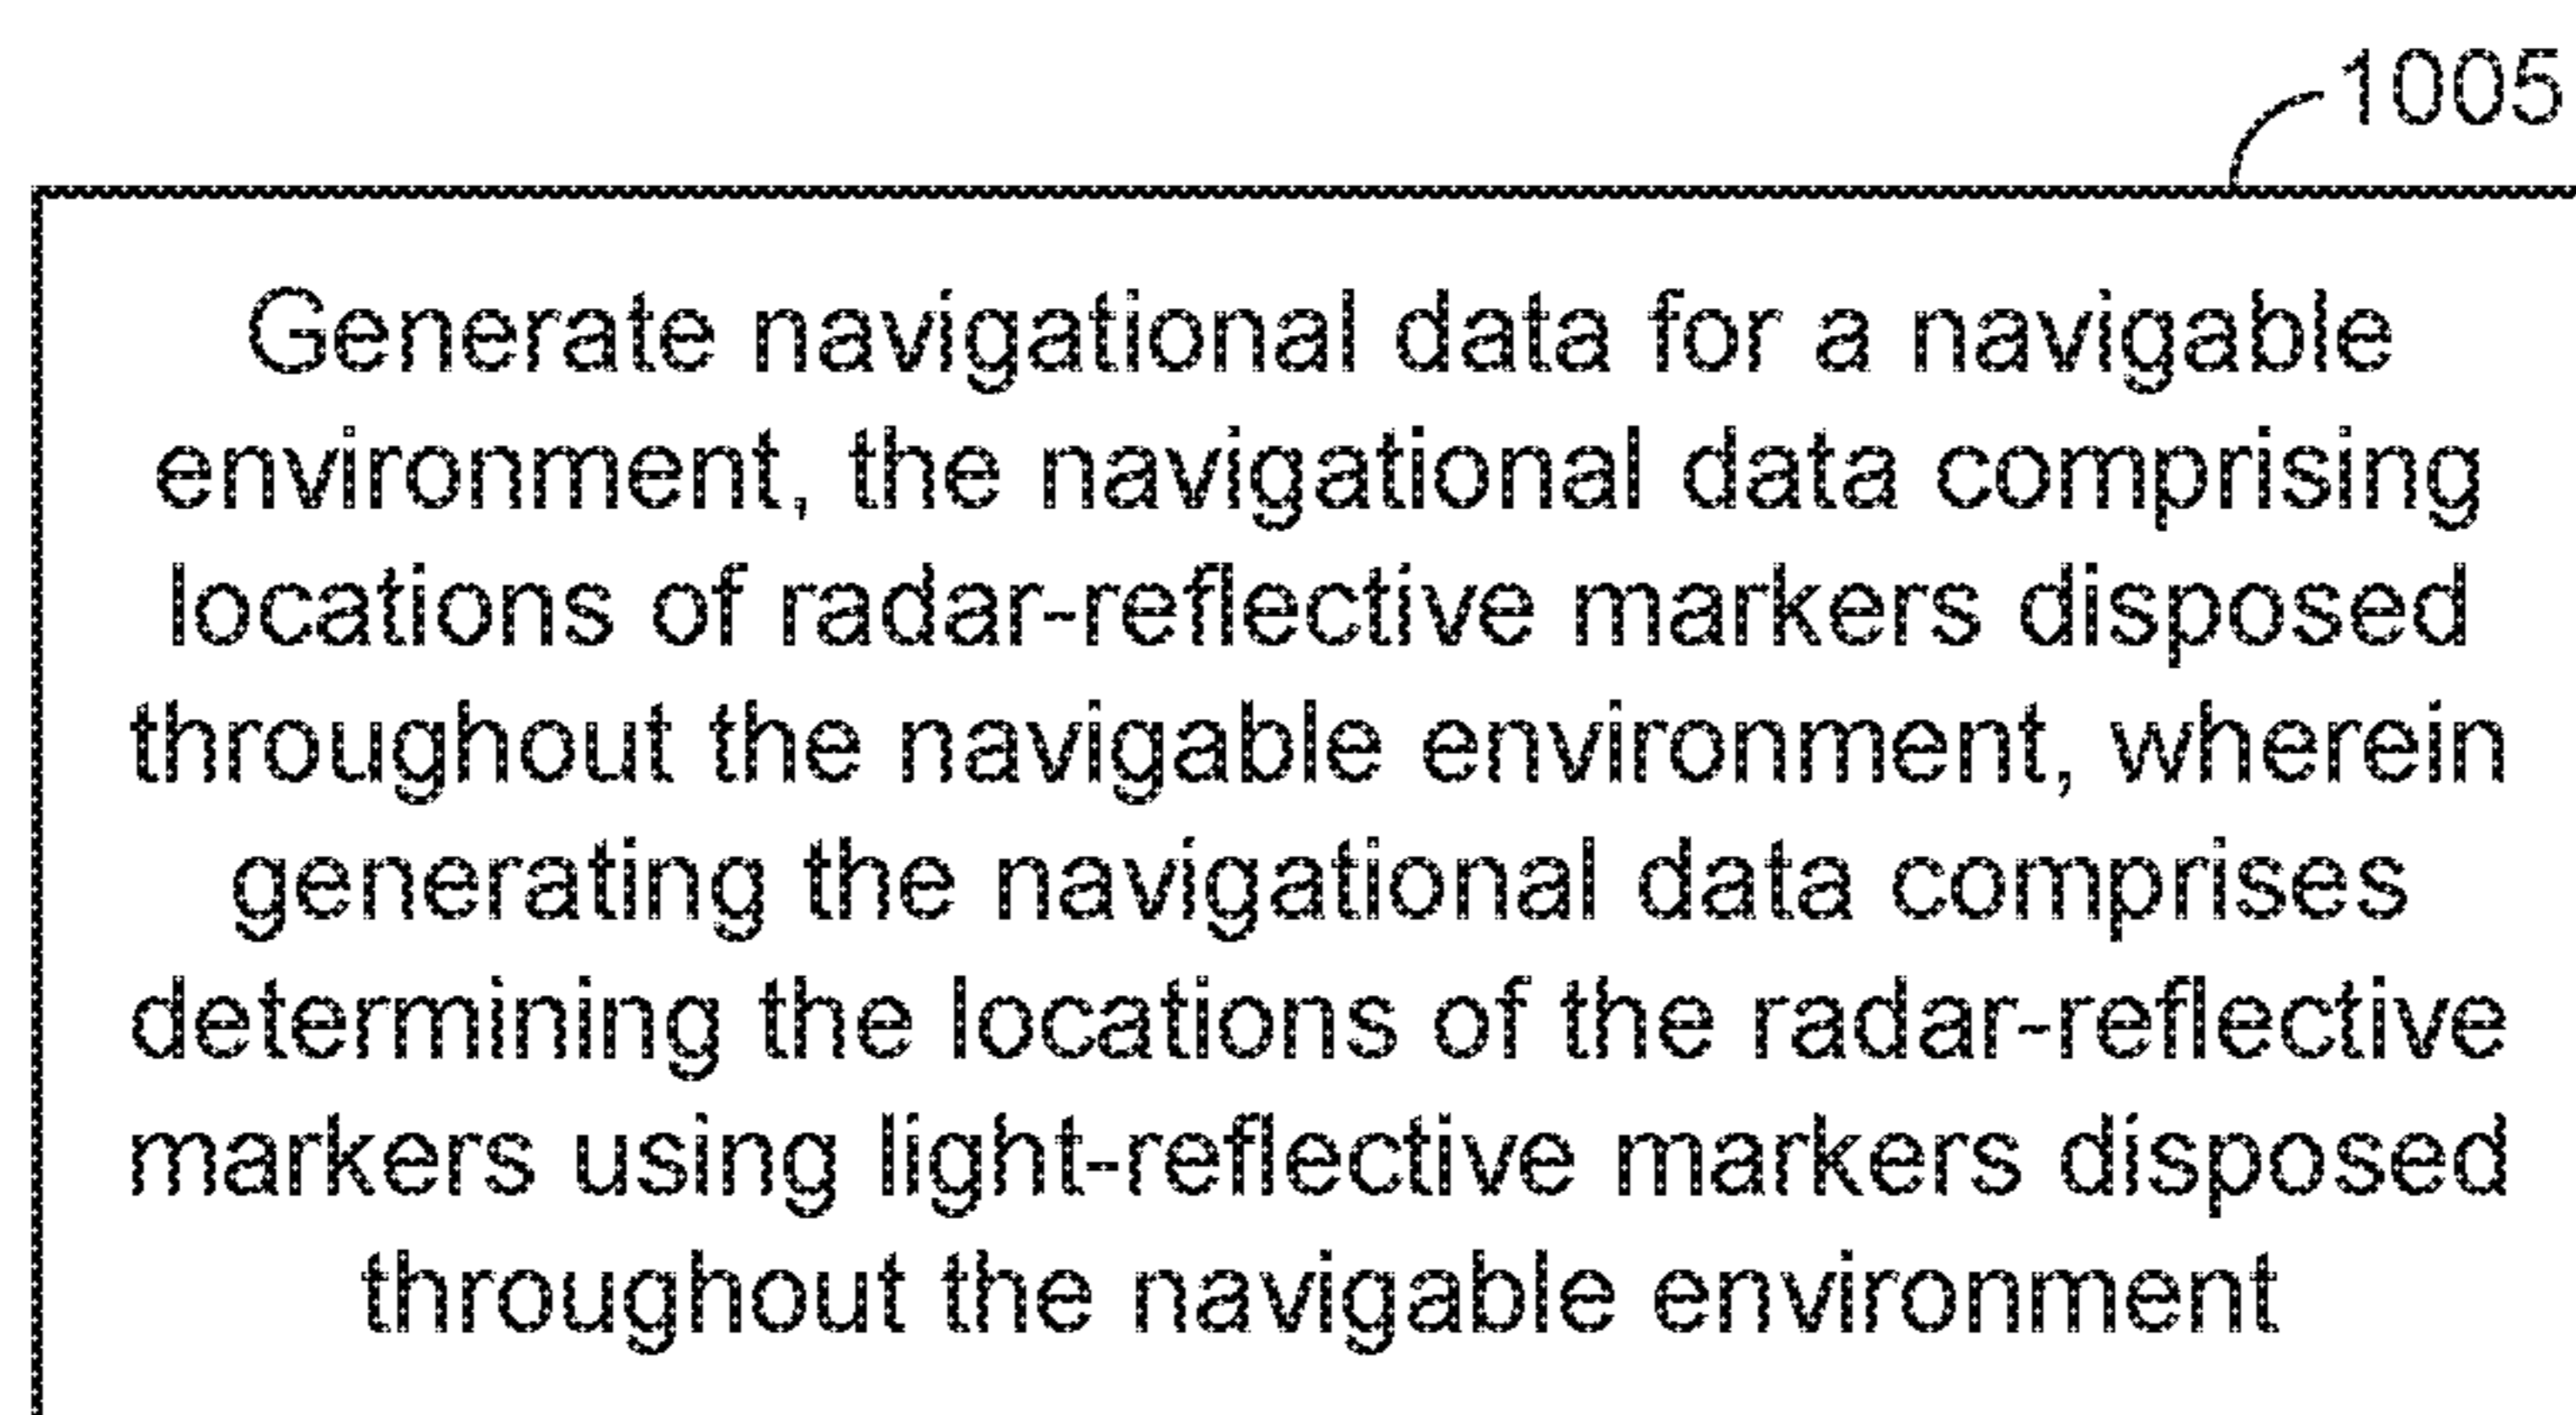 1005
Generate navigational data for a navigable
environment, the navigational data comprising
locations of radar-reflective markers disposed
throughout the navigable environment, wherein
generating the navigational data comprises
determining the locations of the radar-reflective
markers using light-reflective markers disposed
throughout the navigable environment